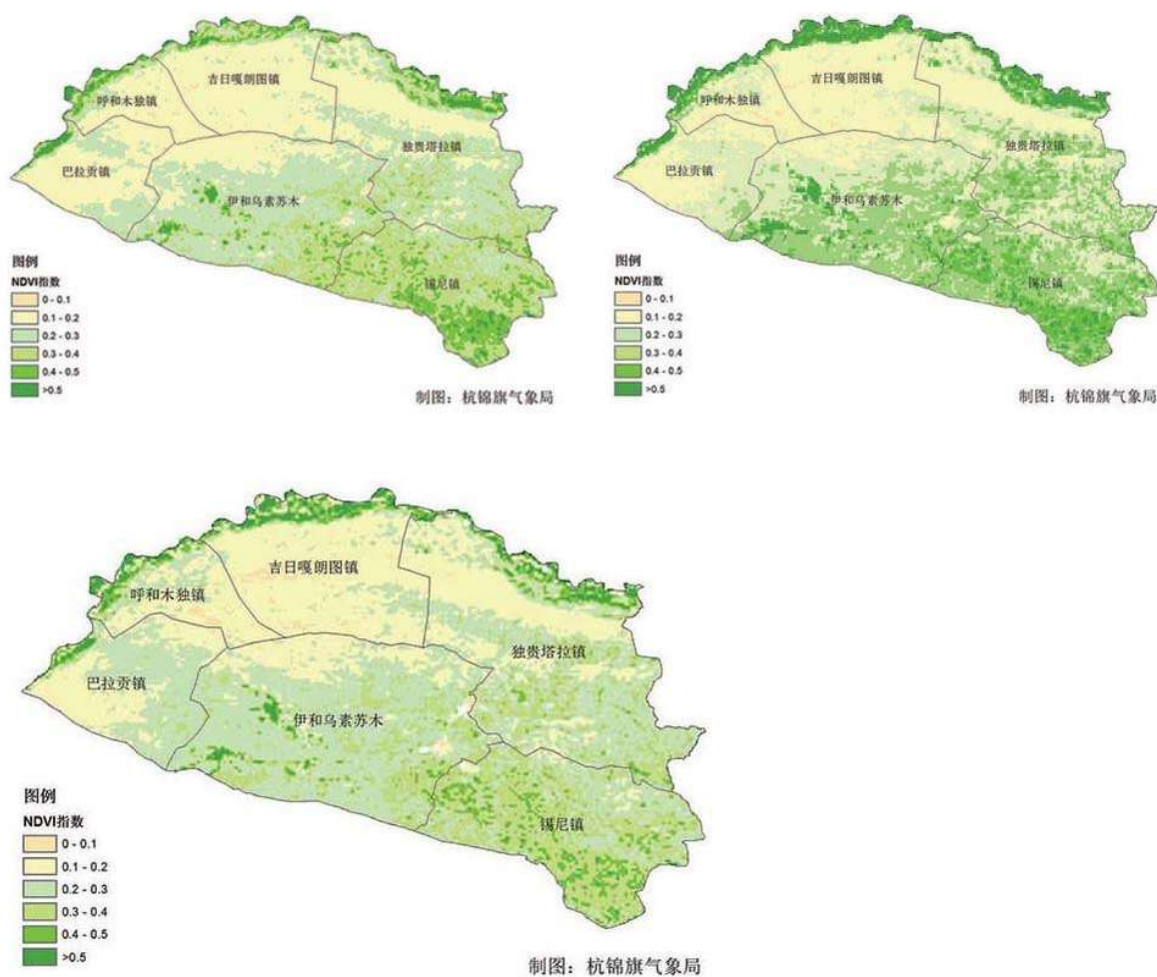 吉日嘎朗图镇
呼和木独镇
独贵塔拉镇
巴拉贡镇
伊和乌素苏木
锡尼镇
图例
NDVI指数
0 - 0.1
0.1 - 0.2
0.2 - 0.3
0.3 - 0.4
0.4 - 0.5
>0.5
制图：杭锦旗气象局
吉日嘎朗图镇
呼和木独镇
独贵塔拉镇
巴拉贡镇
伊和乌素苏木
锡尼镇
图例
NDVI指数
0 - 0.1
0.1 - 0.2
0.2 - 0.3
0.3 - 0.4
0.4 - 0.5
>0.5
制图：杭锦旗气象局
吉日嘎朗图镇
呼和木独镇
独贵塔拉镇
巴拉贡镇
伊和乌素苏木
锡尼镇
图例
NDVI指数
0 - 0.1
0.1 - 0.2
0.2 - 0.3
0.3 - 0.4
0.4 - 0.5
>0.5
制图：杭锦旗气象局